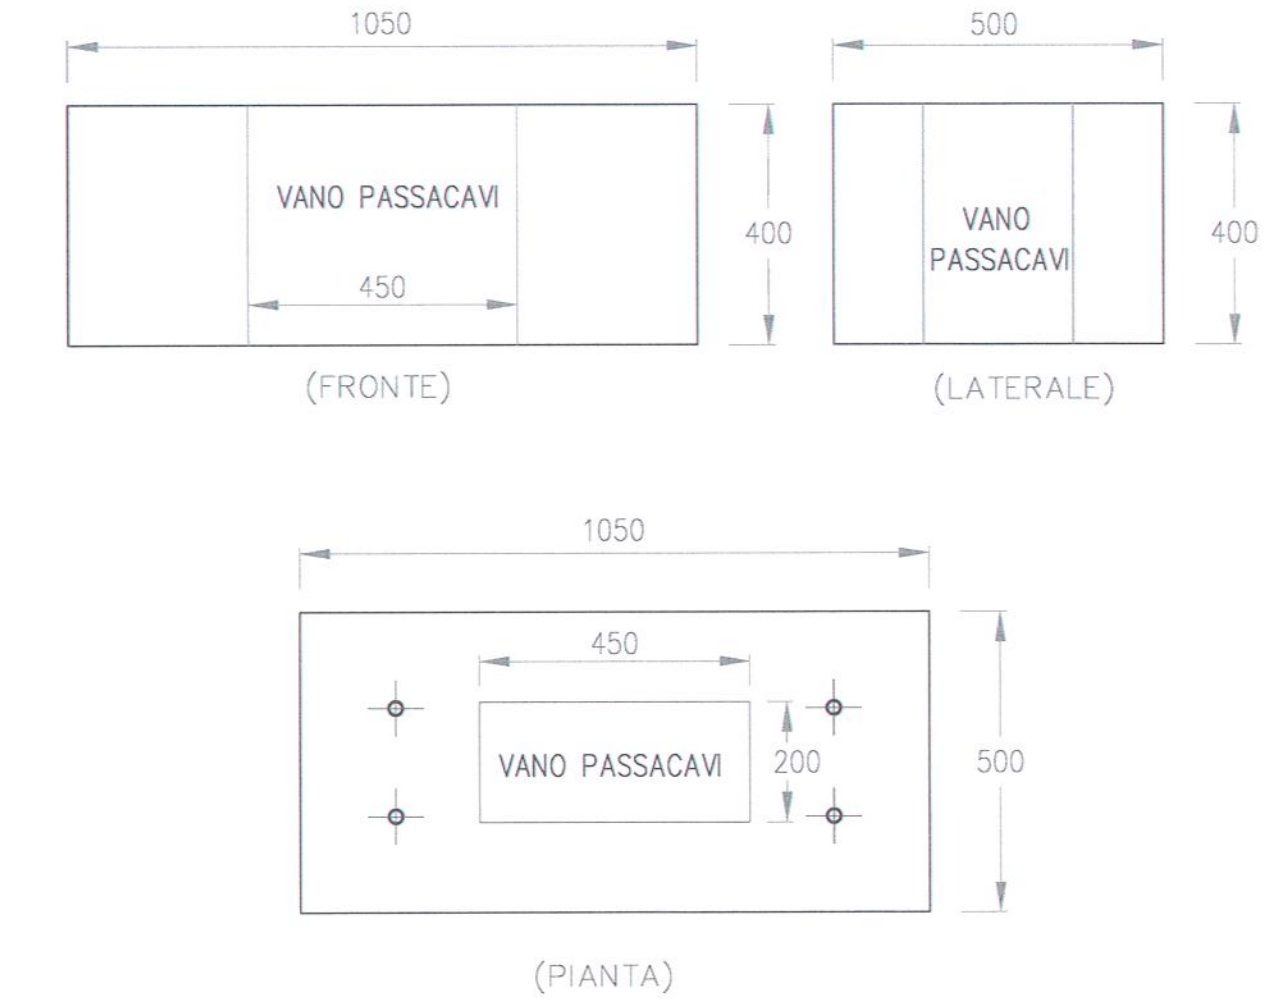 1050
500
VANO PASSACAVI
450
400
VANO
PASSACAVI
400
(FRONTE)
(LATERALE)
1050
450
VANO PASSACAVI
200
500
(PIANTA)